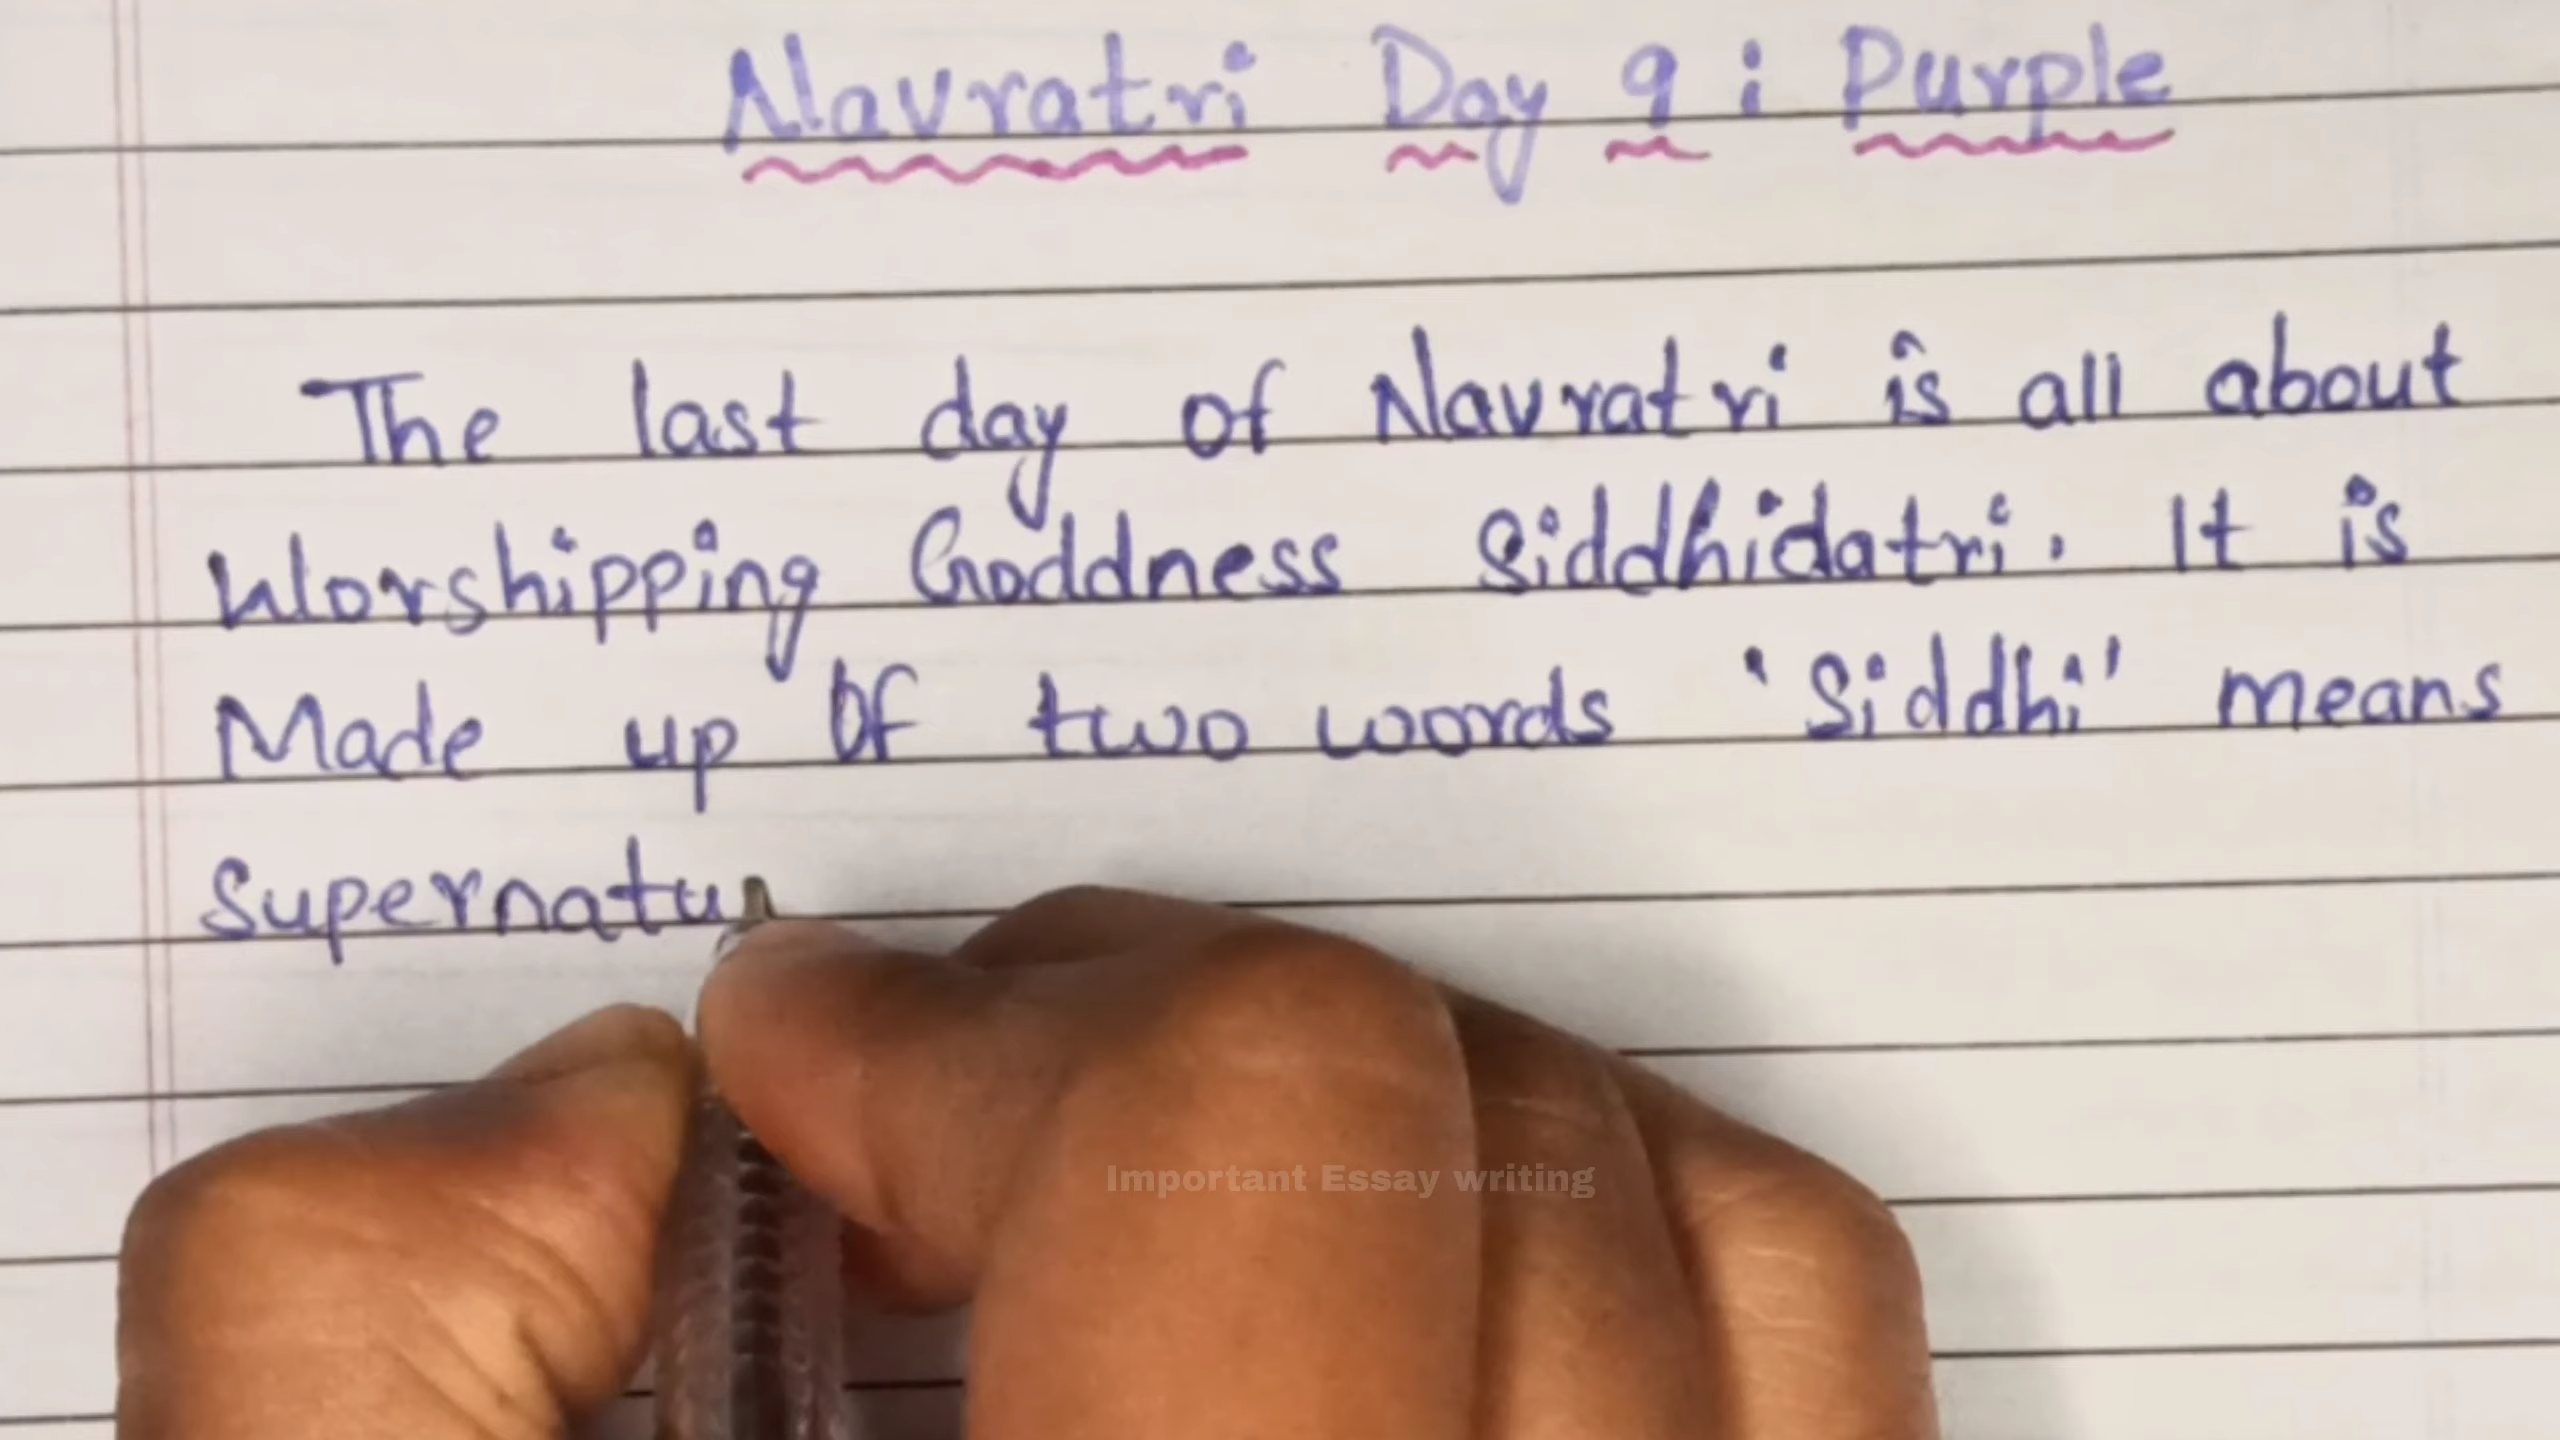 Navratri Day 9 : Purple
The last day of Navratri is all about
Worshipping Goddness Siddhidatri. It is
Made up Of two words 'Siddhi' means
Supernatu
Important Essay writing